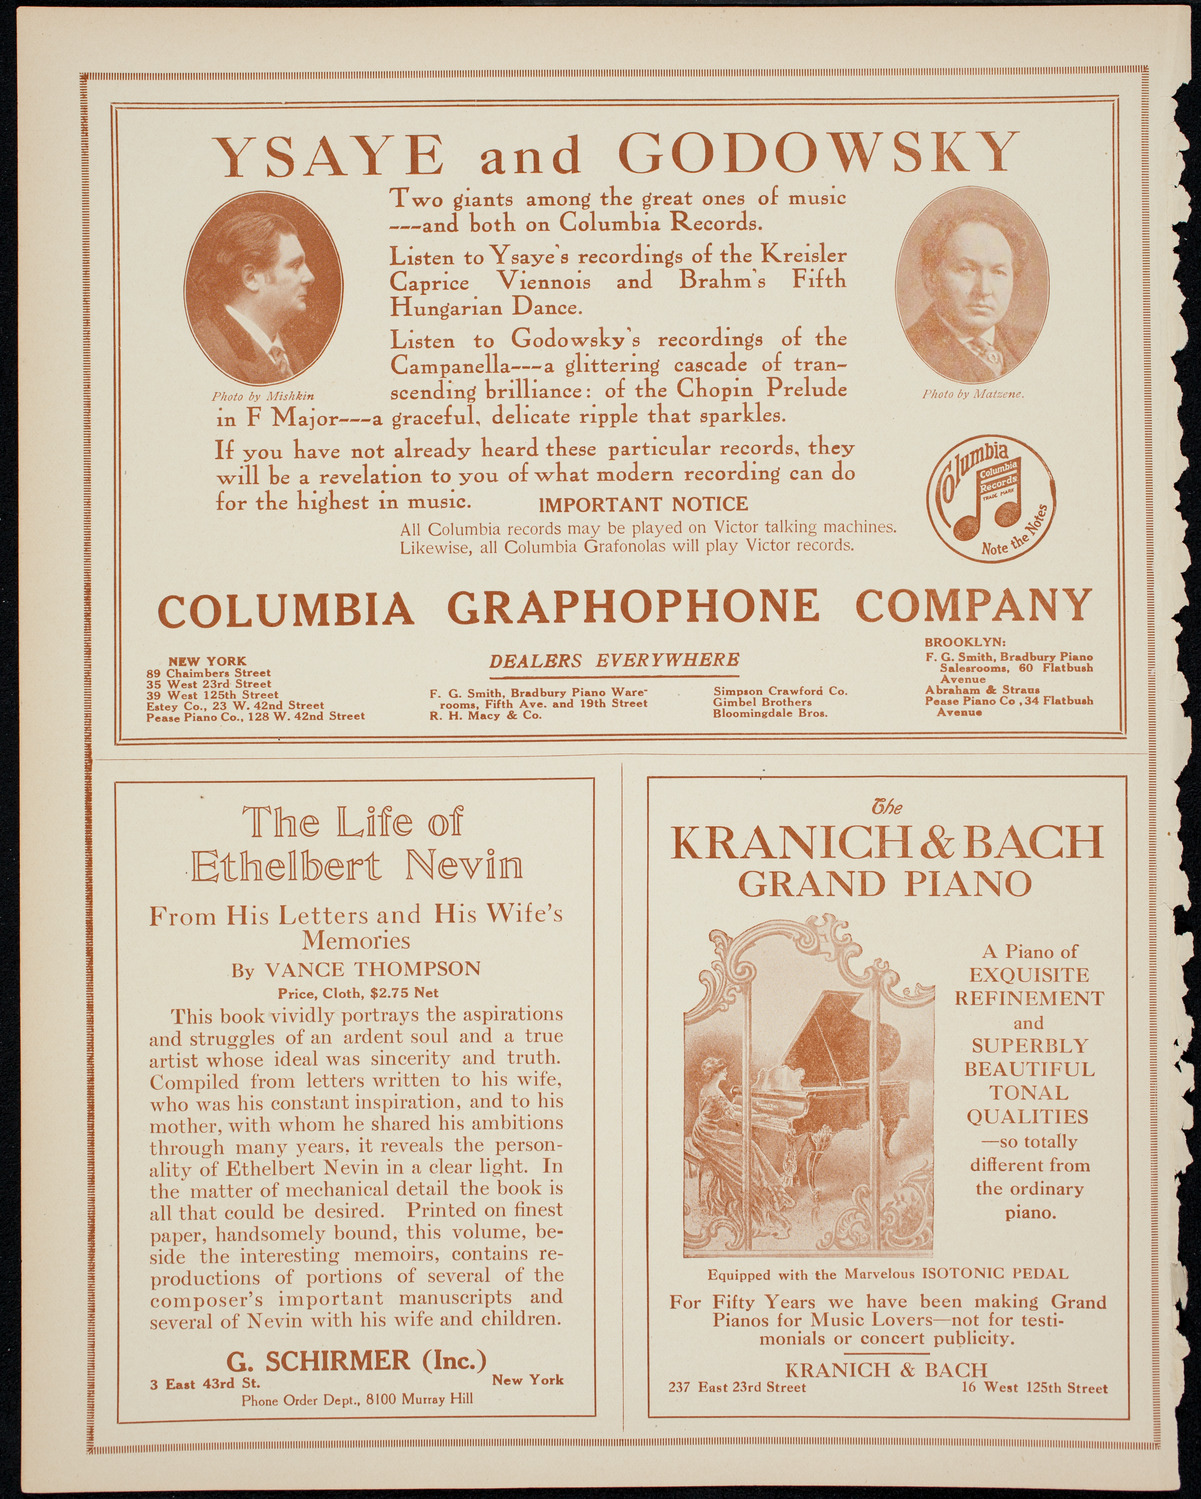 YSAYE and GODOWSKY
Two giants among the great ones of music
---and both on Columbia Records.
Listen to Ysaye's recordings of the Kreisler
Caprice Viennois and Brahm's Fifth
Hungarian Dance.
Listen to Godowsky's recordings of the
Campanella---a glittering cascade of tran-
scending brilliance: of the Chopin Prelude
in F Major---a graceful, delicate ripple that sparkles.
Photo by Mishkin
Photo by Matzene.
If you have not already heard these particular records, they
will be a revelation to you of what modern recording can do
for the highest in music.
IMPORTANT NOTICE
All Columbia records may be played on Victor talking machines.
Likewise, all Columbia Grafonolas will play Victor records.
Columbia
Columbia
Records
TRADE MARK
Note the Notes
COLUMBIA GRAPHOPHONE COMPANY
NEW YORK
89 Chaimbers Street
35 West 23rd Street
39 West 125th Street
Estey Co., 23 W. 42nd Street
Pease Piano Co., 128 W. 42nd Street
DEALERS EVERYWHERE
F. G. Smith, Bradbury Piano Ware-
rooms, Fifth Ave. and 19th Street
R. H. Macy & Co.
Simpson Crawford Co.
Gimbel Brothers
Bloomingdale Bros.
BROOKLYN:
F. G. Smith, Bradbury Piano
Salesrooms, 60 Flatbush
Avenue
Abraham & Straus
Pease Piano Co ,34 Flatbush
Avenue
The Life of
Ethelbert Nevin
From His Letters and His Wife's
Memories
By VANCE THOMPSON
Price, Cloth, $2.75 Net
This book vividly portrays the aspirations
and struggles of an ardent soul and a true
artist whose ideal was sincerity and truth.
Compiled from letters written to his wife,
who was his constant inspiration, and to his
mother, with whom he shared his ambitions
through many years, it reveals the person-
ality of Ethelbert Nevin in a clear light. In
the matter of mechanical detail the book is
all that could be desired. Printed on finest
paper, handsomely bound, this volume, be-
side the interesting memoirs, contains re-
productions of portions of several of the
composer's important manuscripts and
several of Nevin with his wife and children.
G. SCHIRMER (Inc.)
3 East 43rd St. New York
Phone Order Dept., 8100 Murray Hill
The
KRANICH & BACH
GRAND PIANO
A Piano of
EXQUISITE
REFINEMENT
and
SUPERBLY
BEAUTIFUL
TONAL
QUALITIES
—so totally
different from
the ordinary
piano.
Equipped with the Marvelous ISOTONIC PEDAL
For Fifty Years we have been making Grand
Pianos for Music Lovers—not for testi-
monials or concert publicity.
KRANICH & BACH
237 East 23rd Street 16 West 125th Street